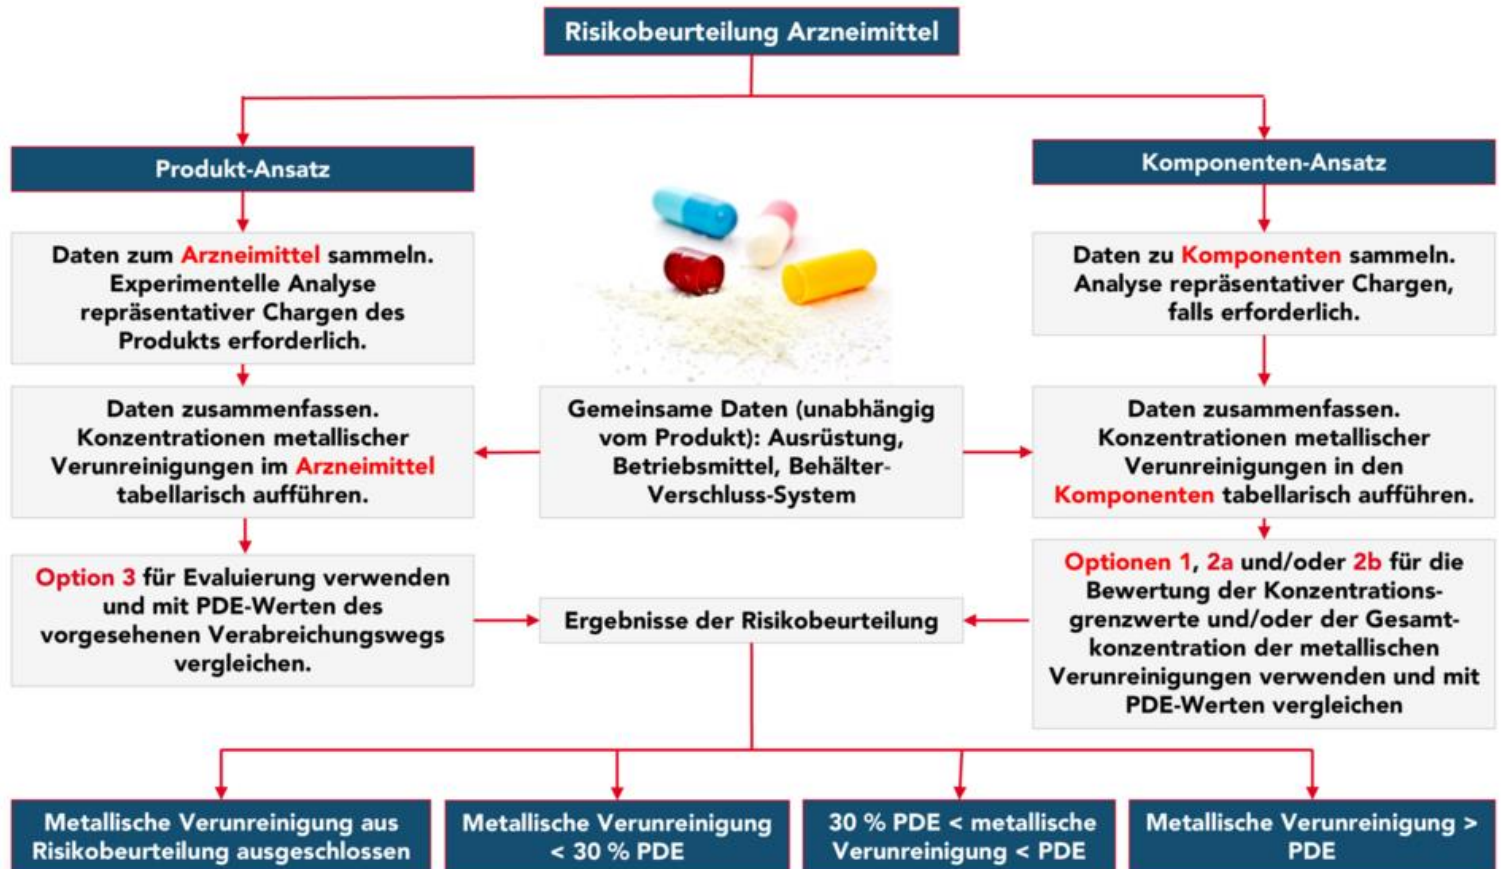 Risikobeurteilung Arzneimittel
Produkt-Ansatz
Komponenten-Ansatz
Daten zum Arzneimittel sammeln.
Experimentelle Analyse
repräsentativer Chargen des
Produkts erforderlich.
Daten zu Komponenten sammeln.
Analyse repräsentativer Chargen,
falls erforderlich.
Daten zusammenfassen.
Konzentrationen metallischer
Verunreinigungen im Arzneimittel
tabellarisch aufführen.
Gemeinsame Daten (unabhängig
vom Produkt): Ausrüstung,
Betriebsmittel, Behälter-
Verschluss-System
Daten zusammenfassen.
Konzentrationen metallischer
Verunreinigungen in den
Komponenten tabellarisch aufführen.
Option 3 für Evaluierung verwenden
und mit PDE-Werten des
vorgesehenen Verabreichungswegs
vergleichen.
Ergebnisse der Risikobeurteilung
Optionen 1, 2a und/oder 2b für die
Bewertung der Konzentrations-
grenzwerte und/oder der Gesamt-
konzentration der metallischen
Verunreinigungen verwenden und mit
PDE-Werten vergleichen
Metallische Verunreinigung aus
Risikobeurteilung ausgeschlossen
Metallische Verunreinigung
< 30 % PDE
30 % PDE < metallische
Verunreinigung < PDE
Metallische Verunreinigung >
PDE